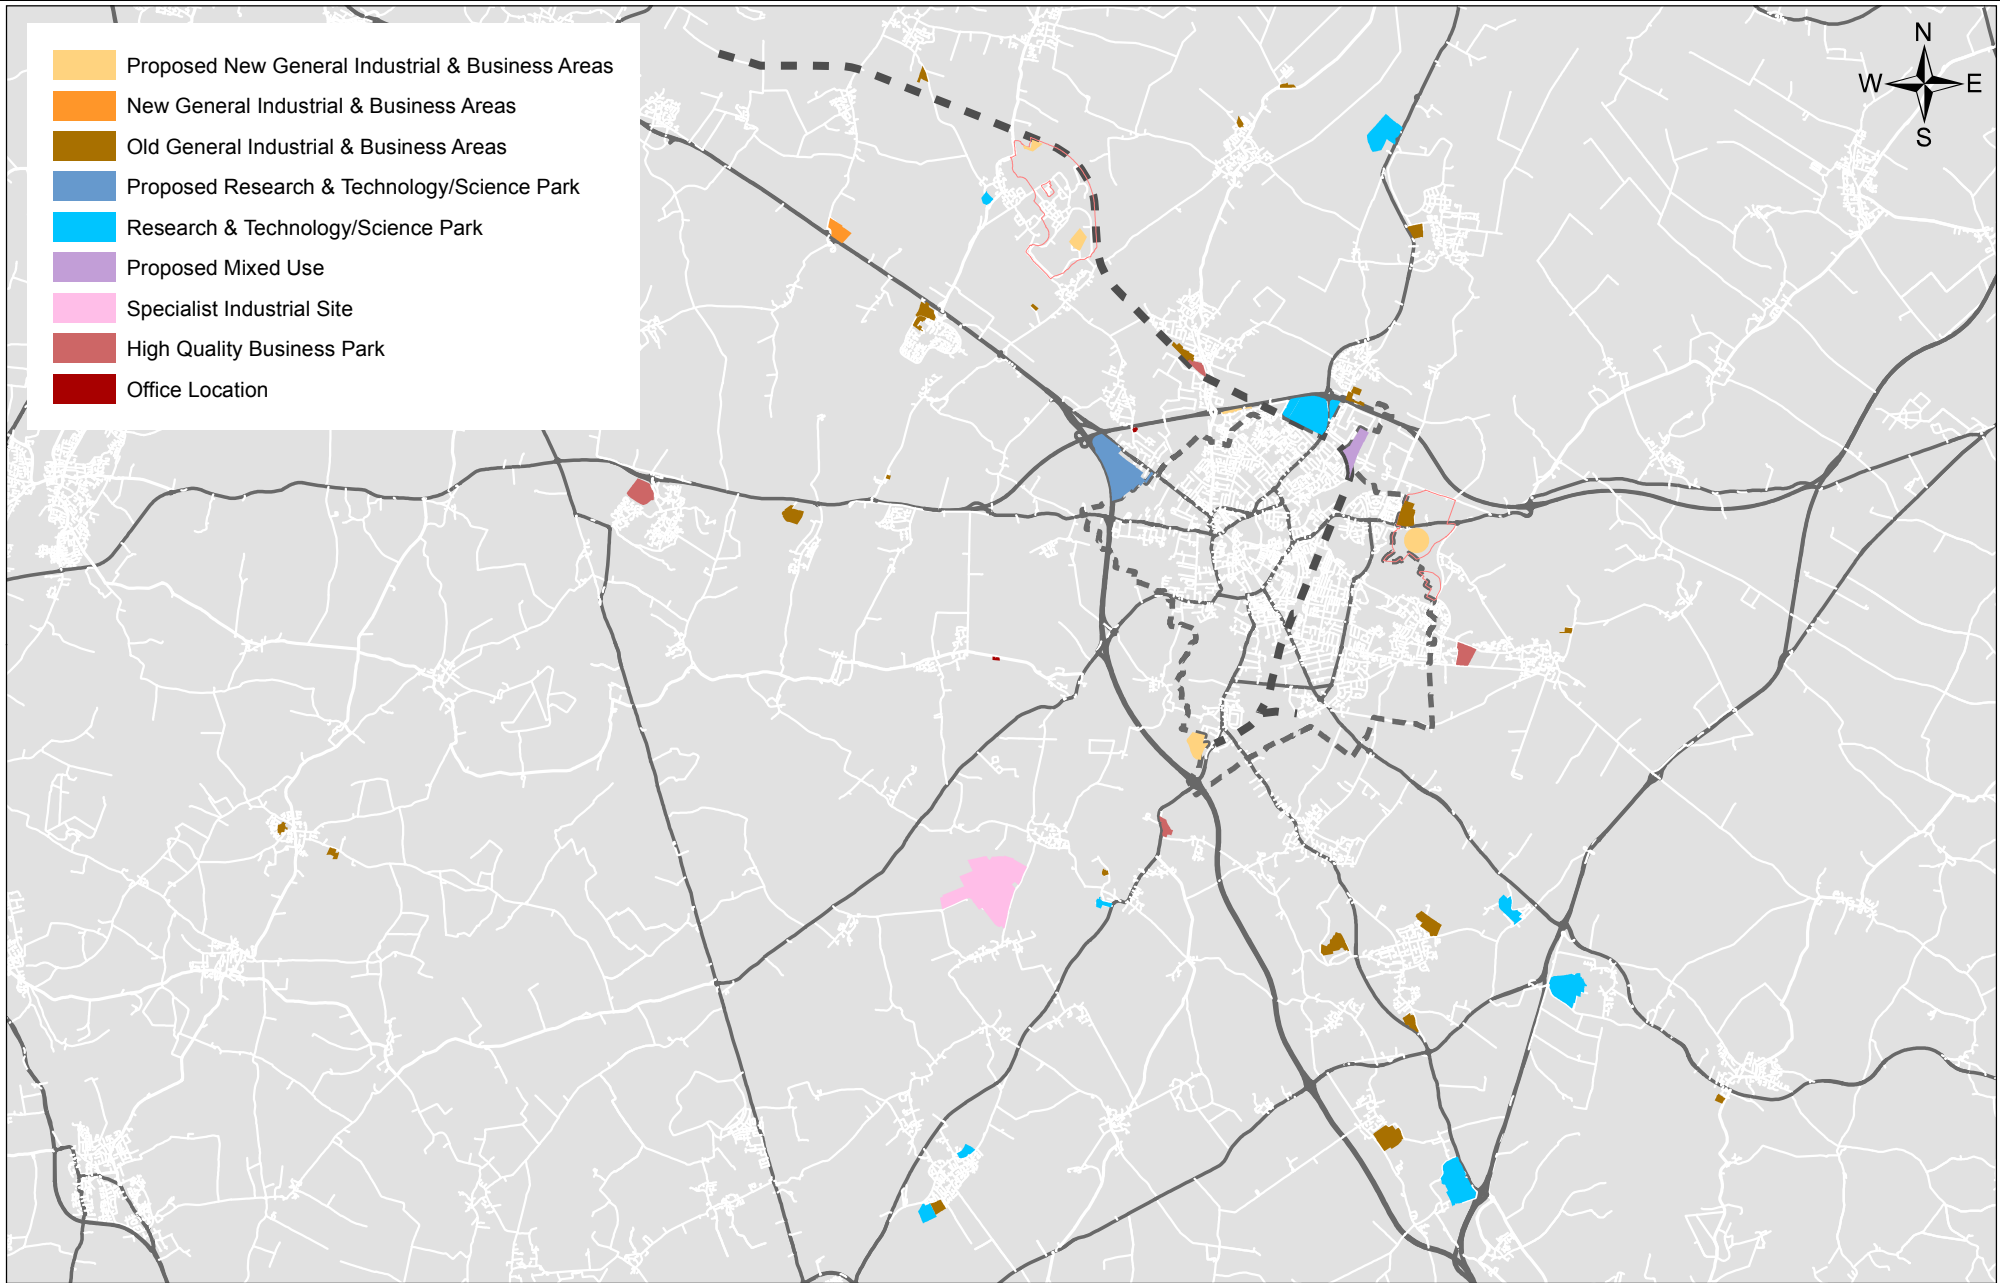 Proposed New General Industrial & Business Areas
New General Industrial & Business Areas
Old General Industrial & Business Areas
Proposed Research & Technology/Science Park
Research & Technology/Science Park
Proposed Mixed Use
Specialist Industrial Site
High Quality Business Park
Office Location
N
W E
S